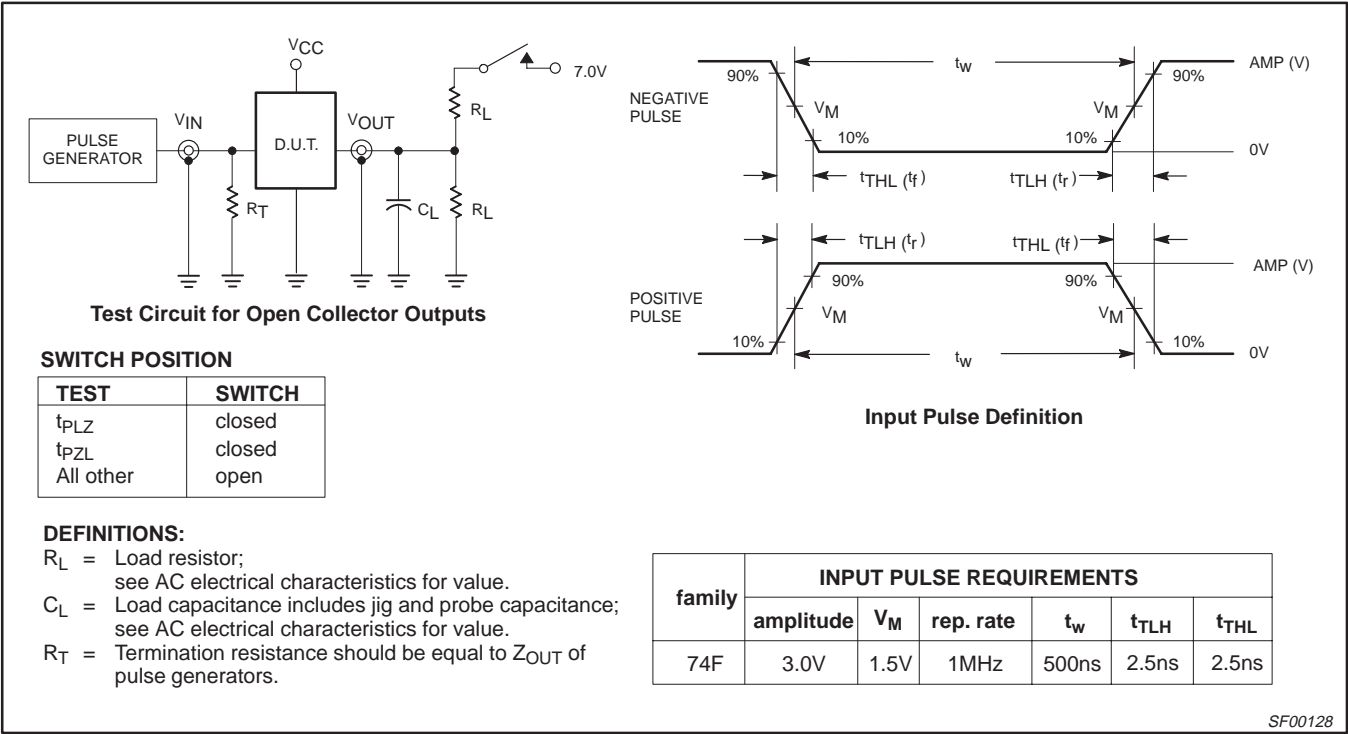 VCC
7.0V
RL
VIN
VOUT
PULSE
GENERATOR
D.U.T.
RT
CL
RL
Test Circuit for Open Collector Outputs
SWITCH POSITION
TEST SWITCH
tPLZ closed
tPZL closed
All other open
DEFINITIONS:
RL = Load resistor;
see AC electrical characteristics for value.
CL = Load capacitance includes jig and probe capacitance;
see AC electrical characteristics for value.
RT = Termination resistance should be equal to ZOUT of
pulse generators.
NEGATIVE
PULSE
90%
tw
90%
AMP (V)
VM
VM
10%
10%
0V
tTHL (tf)
tTLH (tr)
tTLH (tr)
tTHL (tf)
AMP (V)
90%
90%
POSITIVE
PULSE
VM
VM
10%
tw
10%
0V
Input Pulse Definition
family
INPUT PULSE REQUIREMENTS
amplitude VM rep. rate tw tTLH tTHL
74F 3.0V 1.5V 1MHz 500ns 2.5ns 2.5ns
SF00128